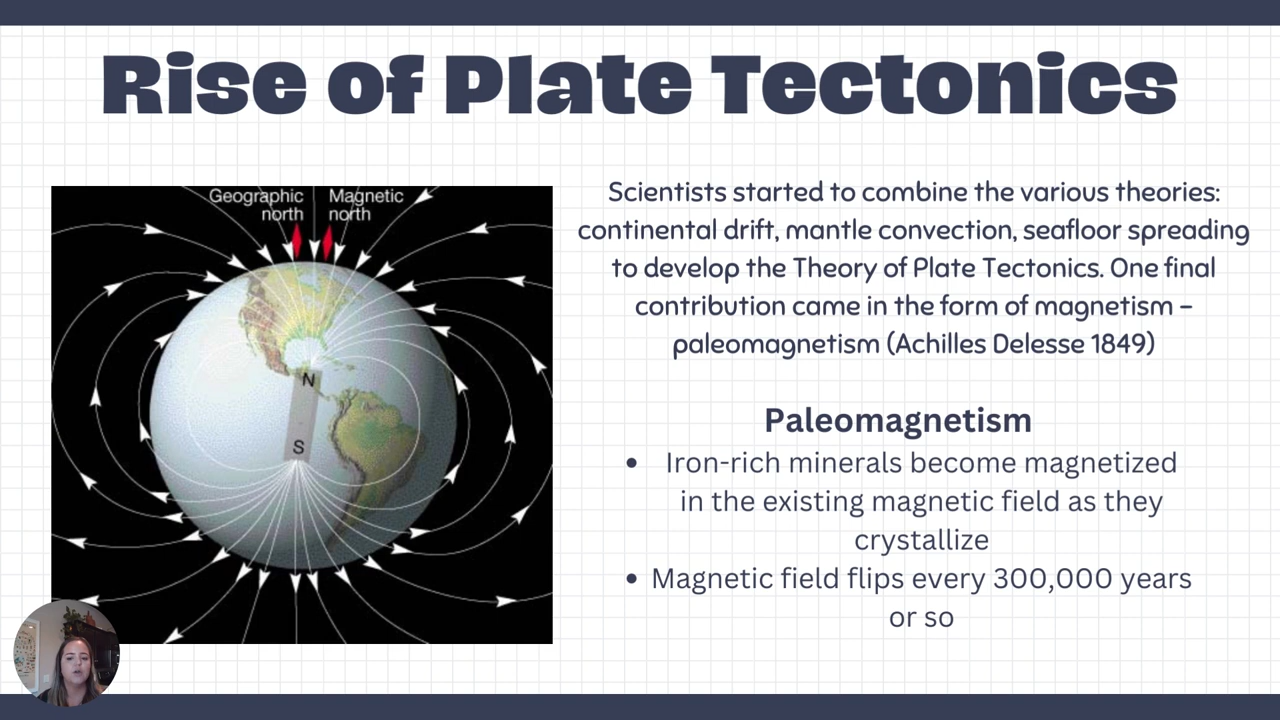 Rise of Plate Tectonics
Geographic north
Magnetic north
N
S
Scientists started to combine the various theories:
continental drift, mantle convection, seafloor spreading
to develop the Theory of Plate Tectonics. One final
contribution came in the form of magnetism –
paleomagnetism (Achilles Delesse 1849)
Paleomagnetism
• Iron-rich minerals become magnetized
in the existing magnetic field as they
crystallize
• Magnetic field flips every 300,000 years
or so